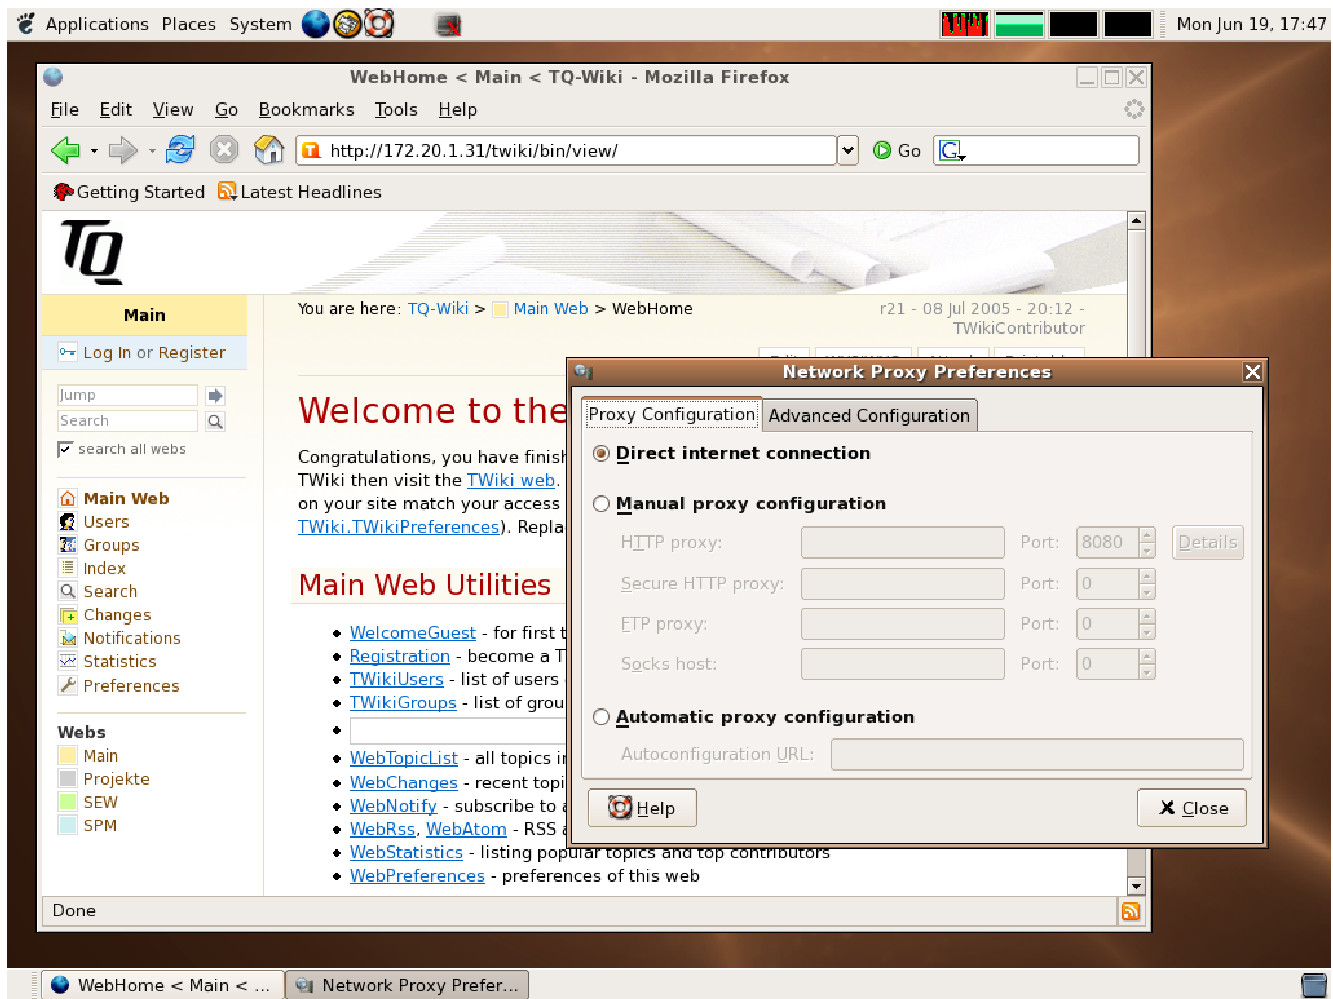 Applications Places System
Mon Jun 19, 17:47
WebHome < Main < TQ-Wiki - Mozilla Firefox
File Edit View Go Bookmarks Tools Help
http://172.20.1.31/twiki/bin/view/
Go
G
Getting Started Latest Headlines
TQ
Main
Log In or Register
Jump
Search
search all webs
Main Web
Users
Groups
Index
Search
Changes
Notifications
Statistics
Preferences
Webs
Main
Projekte
SEW
SPM
You are here: TQ-Wiki > Main Web > WebHome
r21 - 08 Jul 2005 - 20:12 -
TWikiContributor
Welcome to the
Congratulations, you have finish
TWiki then visit the TWiki web.
on your site match your access
TWiki.TWikiPreferences). Repla
Main Web Utilities
WelcomeGuest - for first t
Registration - become a T
TWikiUsers - list of users
TWikiGroups - list of grou
WebTopicList - all topics i
WebChanges - recent topi
WebNotify - subscribe to a
WebRss, WebAtom - RSS a
WebStatistics - listing popular topics and top contributors
WebPreferences - preferences of this web
Network Proxy Preferences
Proxy Configuration Advanced Configuration
Direct internet connection
Manual proxy configuration
HTTP proxy: Port: 8080 Details
Secure HTTP proxy: Port: 0
FTP proxy: Port: 0
Socks host: Port: 0
Automatic proxy configuration
Autoconfiguration URL:
Help Close
Done
WebHome < Main < ...
Network Proxy Prefer...